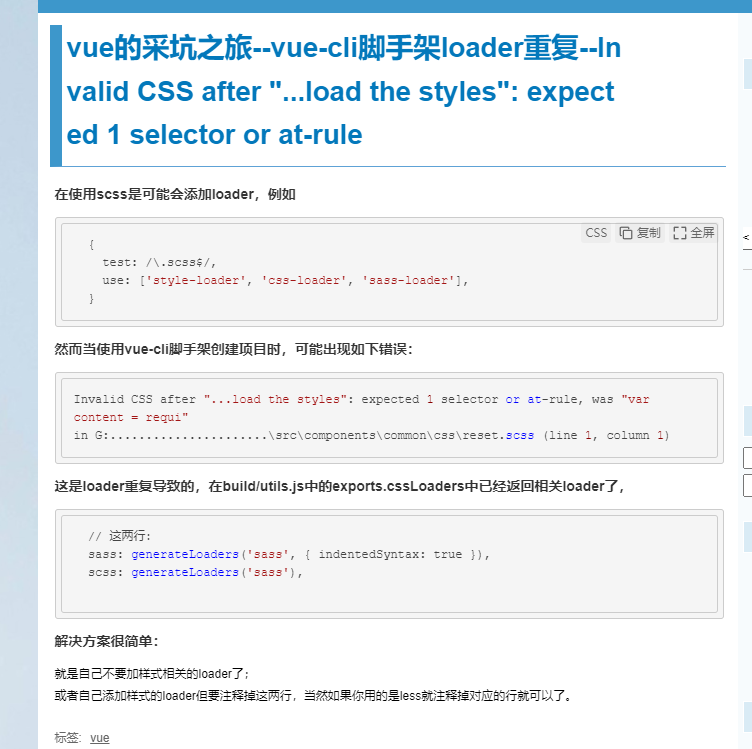 vue的采坑之旅--vue-cli脚手架loader重复--In
valid CSS after "...load the styles": expect
ed 1 selector or at-rule
在使用scss是可能会添加loader，例如
CSS 复制 全屏
{
test: /\.scss$/,
use: ['style-loader', 'css-loader', 'sass-loader'],
}
然而当使用vue-cli脚手架创建项目时，可能出现如下错误：
Invalid CSS after "...load the styles": expected 1 selector or at-rule, was "var
content = requi"
in G:......................\src\components\common\css\reset.scss (line 1, column 1)
这是loader重复导致的，在build/utils.js中的exports.cssLoaders中已经返回相关loader了，
// 这两行：
sass: generateLoaders('sass', { indentedSyntax: true }),
scss: generateLoaders('sass'),
解决方案很简单：
就是自己不要加样式相关的loader了；
或者自己添加样式的loader但要注释掉这两行，当然如果你用的是less就注释掉对应的行就可以了。
标签: vue
<